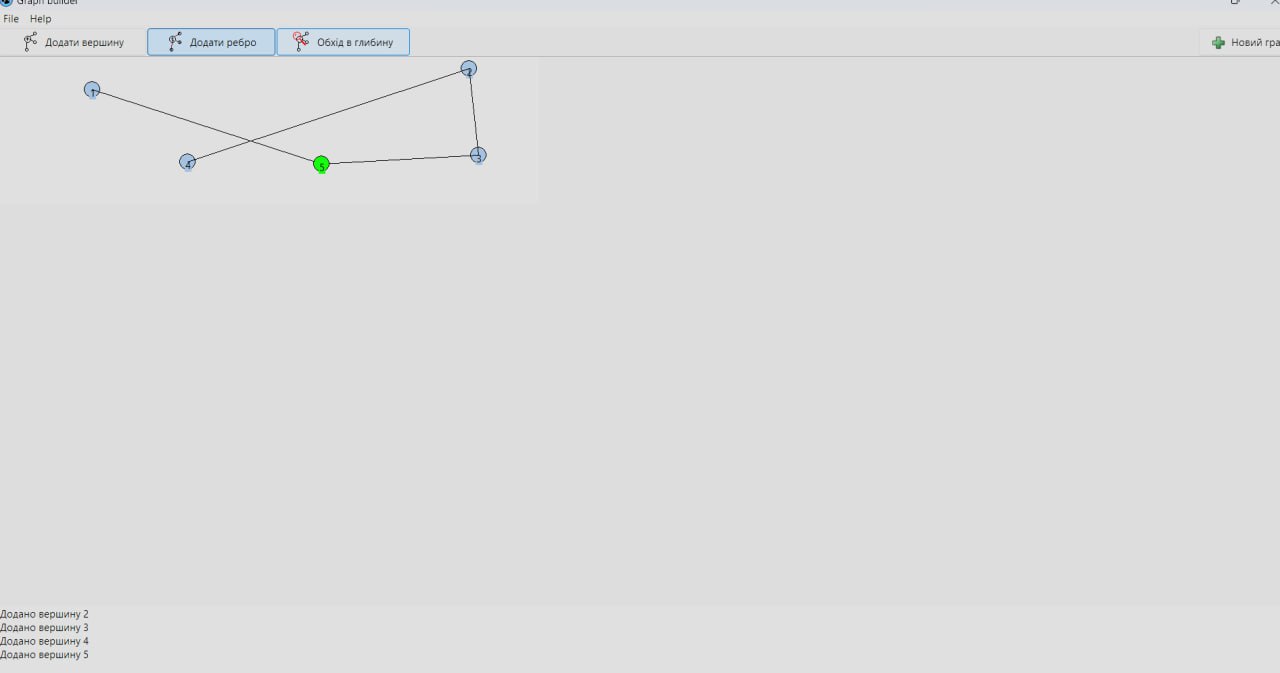 Graph builder
File Help
Додати вершину Додати ребро Обхід в глибину Новий гра
2
1
3
4
5
Додано вершину 2
Додано вершину 3
Додано вершину 4
Додано вершину 5